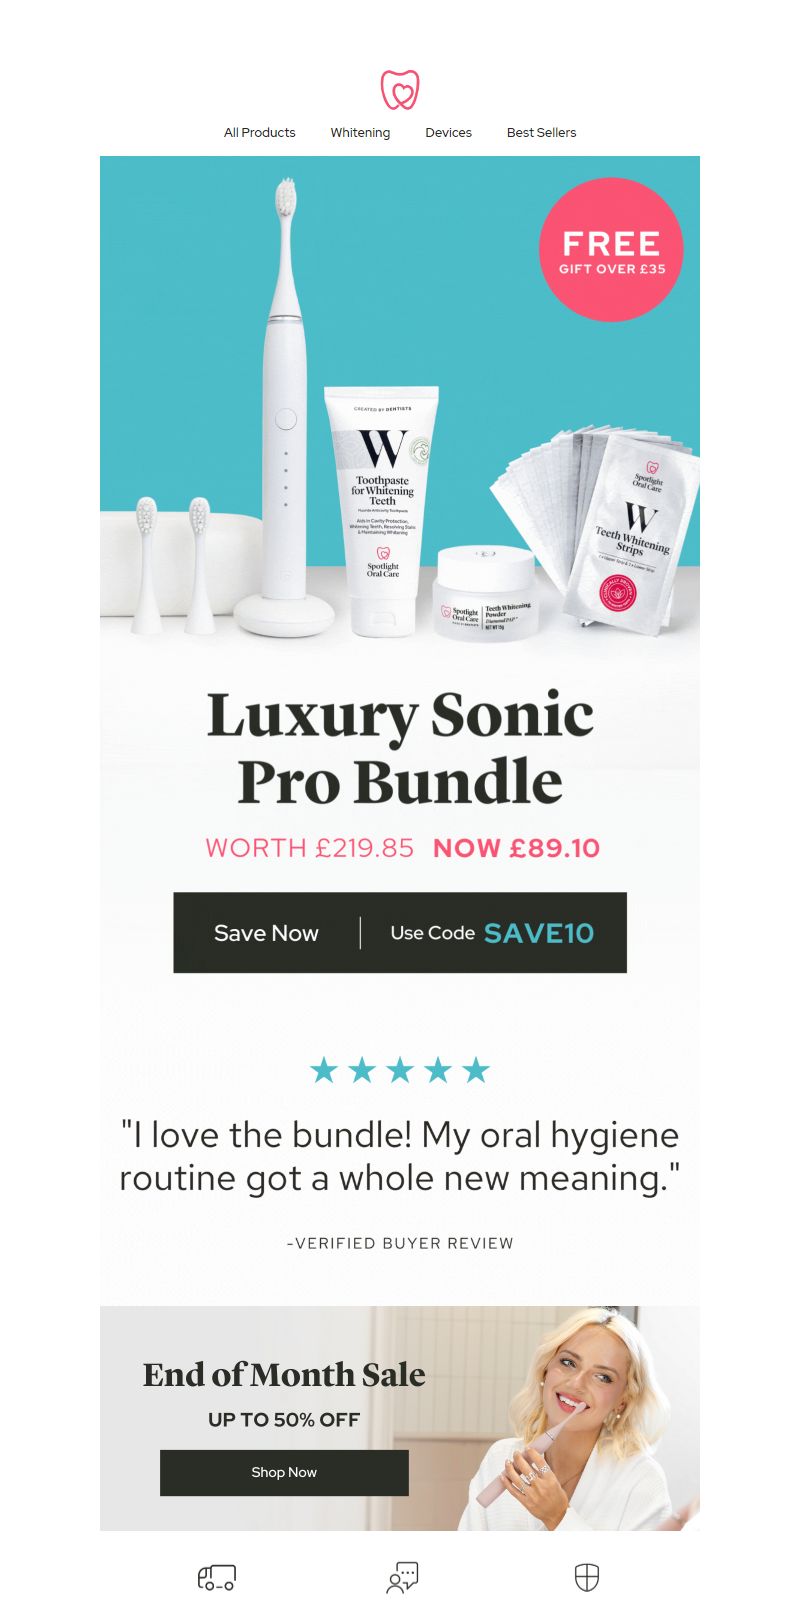 All Products Whitening Devices Best Sellers
FREE
GIFT OVER £35
CREATED BY DENTISTS
W
Toothpaste
for Whitening
Teeth
Fluoride Anticavity Toothpaste
Aids in Cavity Protection,
Whitening Teeth, Resolving Stains
& Maintaining Whitening
Spotlight
Oral Care
Spotlight
Oral Care
Teeth Whitening
Powder
Diamond PAP+
NET WT 15g
Spotlight
Oral Care
W
Teeth Whitening
Strips
Luxury Sonic
Pro Bundle
WORTH £219.85 NOW £89.10
Save Now Use Code SAVE10
"I love the bundle! My oral hygiene
routine got a whole new meaning."
-VERIFIED BUYER REVIEW
End of Month Sale
UP TO 50% OFF
Shop Now